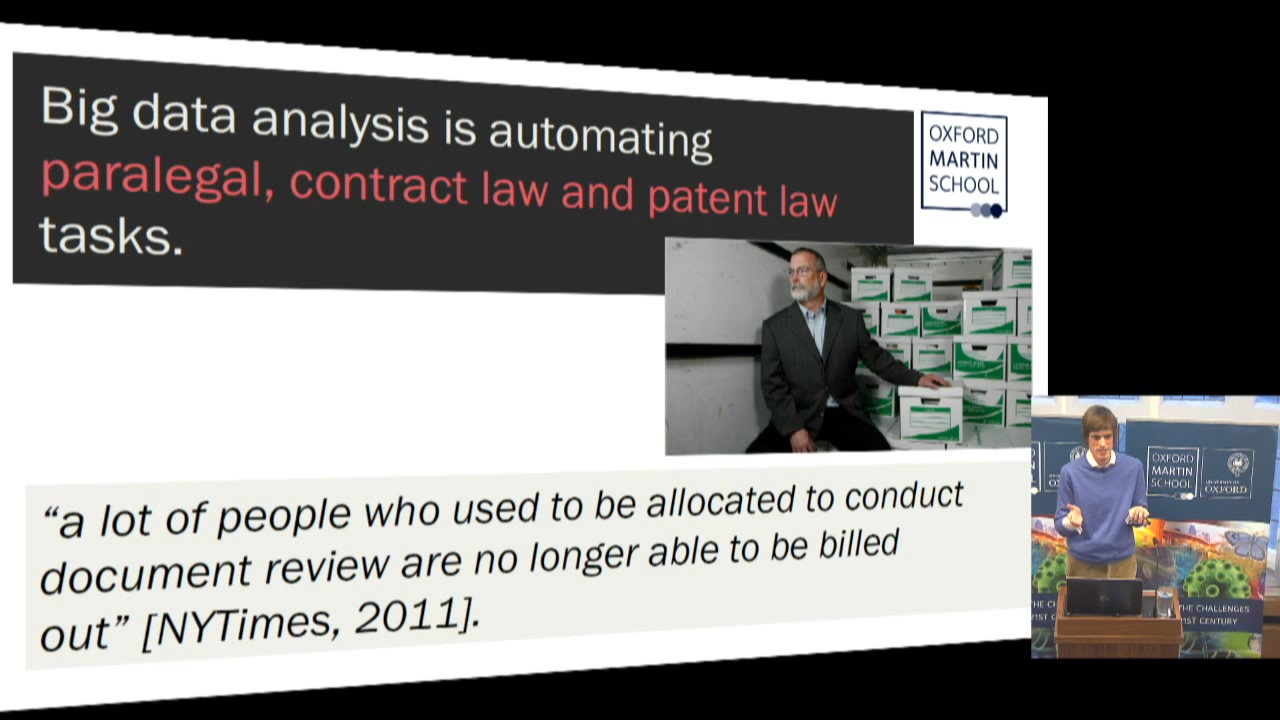 Big data analysis is automating
paralegal, contract law and patent law
tasks.
OXFORD
MARTIN
SCHOOL
“a lot of people who used to be allocated to conduct
document review are no longer able to be billed
out” [NYTimes, 2011].
OXFORD
MARTIN
SCHOOL
OXFORD
THE CHALLENGES
CENTURY